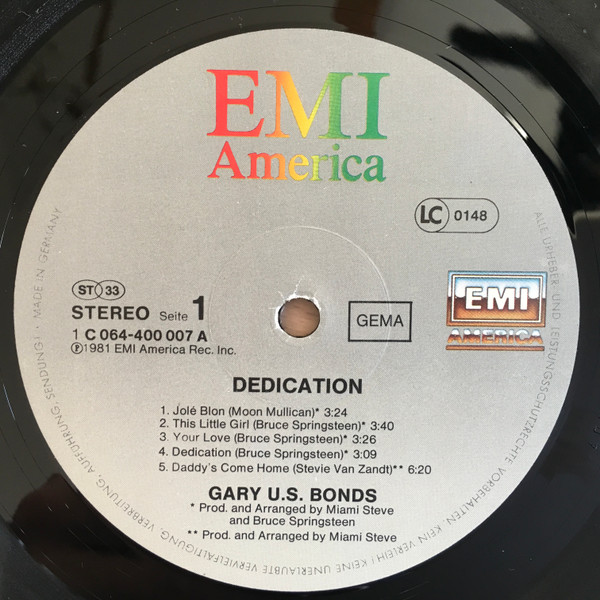 EMI
America
LC 0148
ST 33
STEREO Seite 1
1 C 064-400 007 A
Ⓟ1981 EMI America Rec. Inc.
GEMA
EMI
AMERICA
DEDICATION
1. Jolé Blon (Moon Mullican)* 3:24
2. This Little Girl (Bruce Springsteen)* 3:40
3. Your Love (Bruce Springsteen)* 3:26
4. Dedication (Bruce Springsteen)* 3:09
5. Daddy's Come Home (Stevie Van Zandt)** 6:20
GARY U.S. BONDS
* Prod. and Arranged by Miami Steve
and Bruce Springsteen
** Prod. and Arranged by Miami Steve
ALLE URHEBER- UND LEISTUNGSSCHUTZRECHTE VORBEHALTEN · KEIN VERLEIH! KEINE UNERLAUBTE VERVIELFÄLTIGUNG, VERBREITUNG, AUFFÜHRUNG, SENDUNG! · MADE IN GERMANY